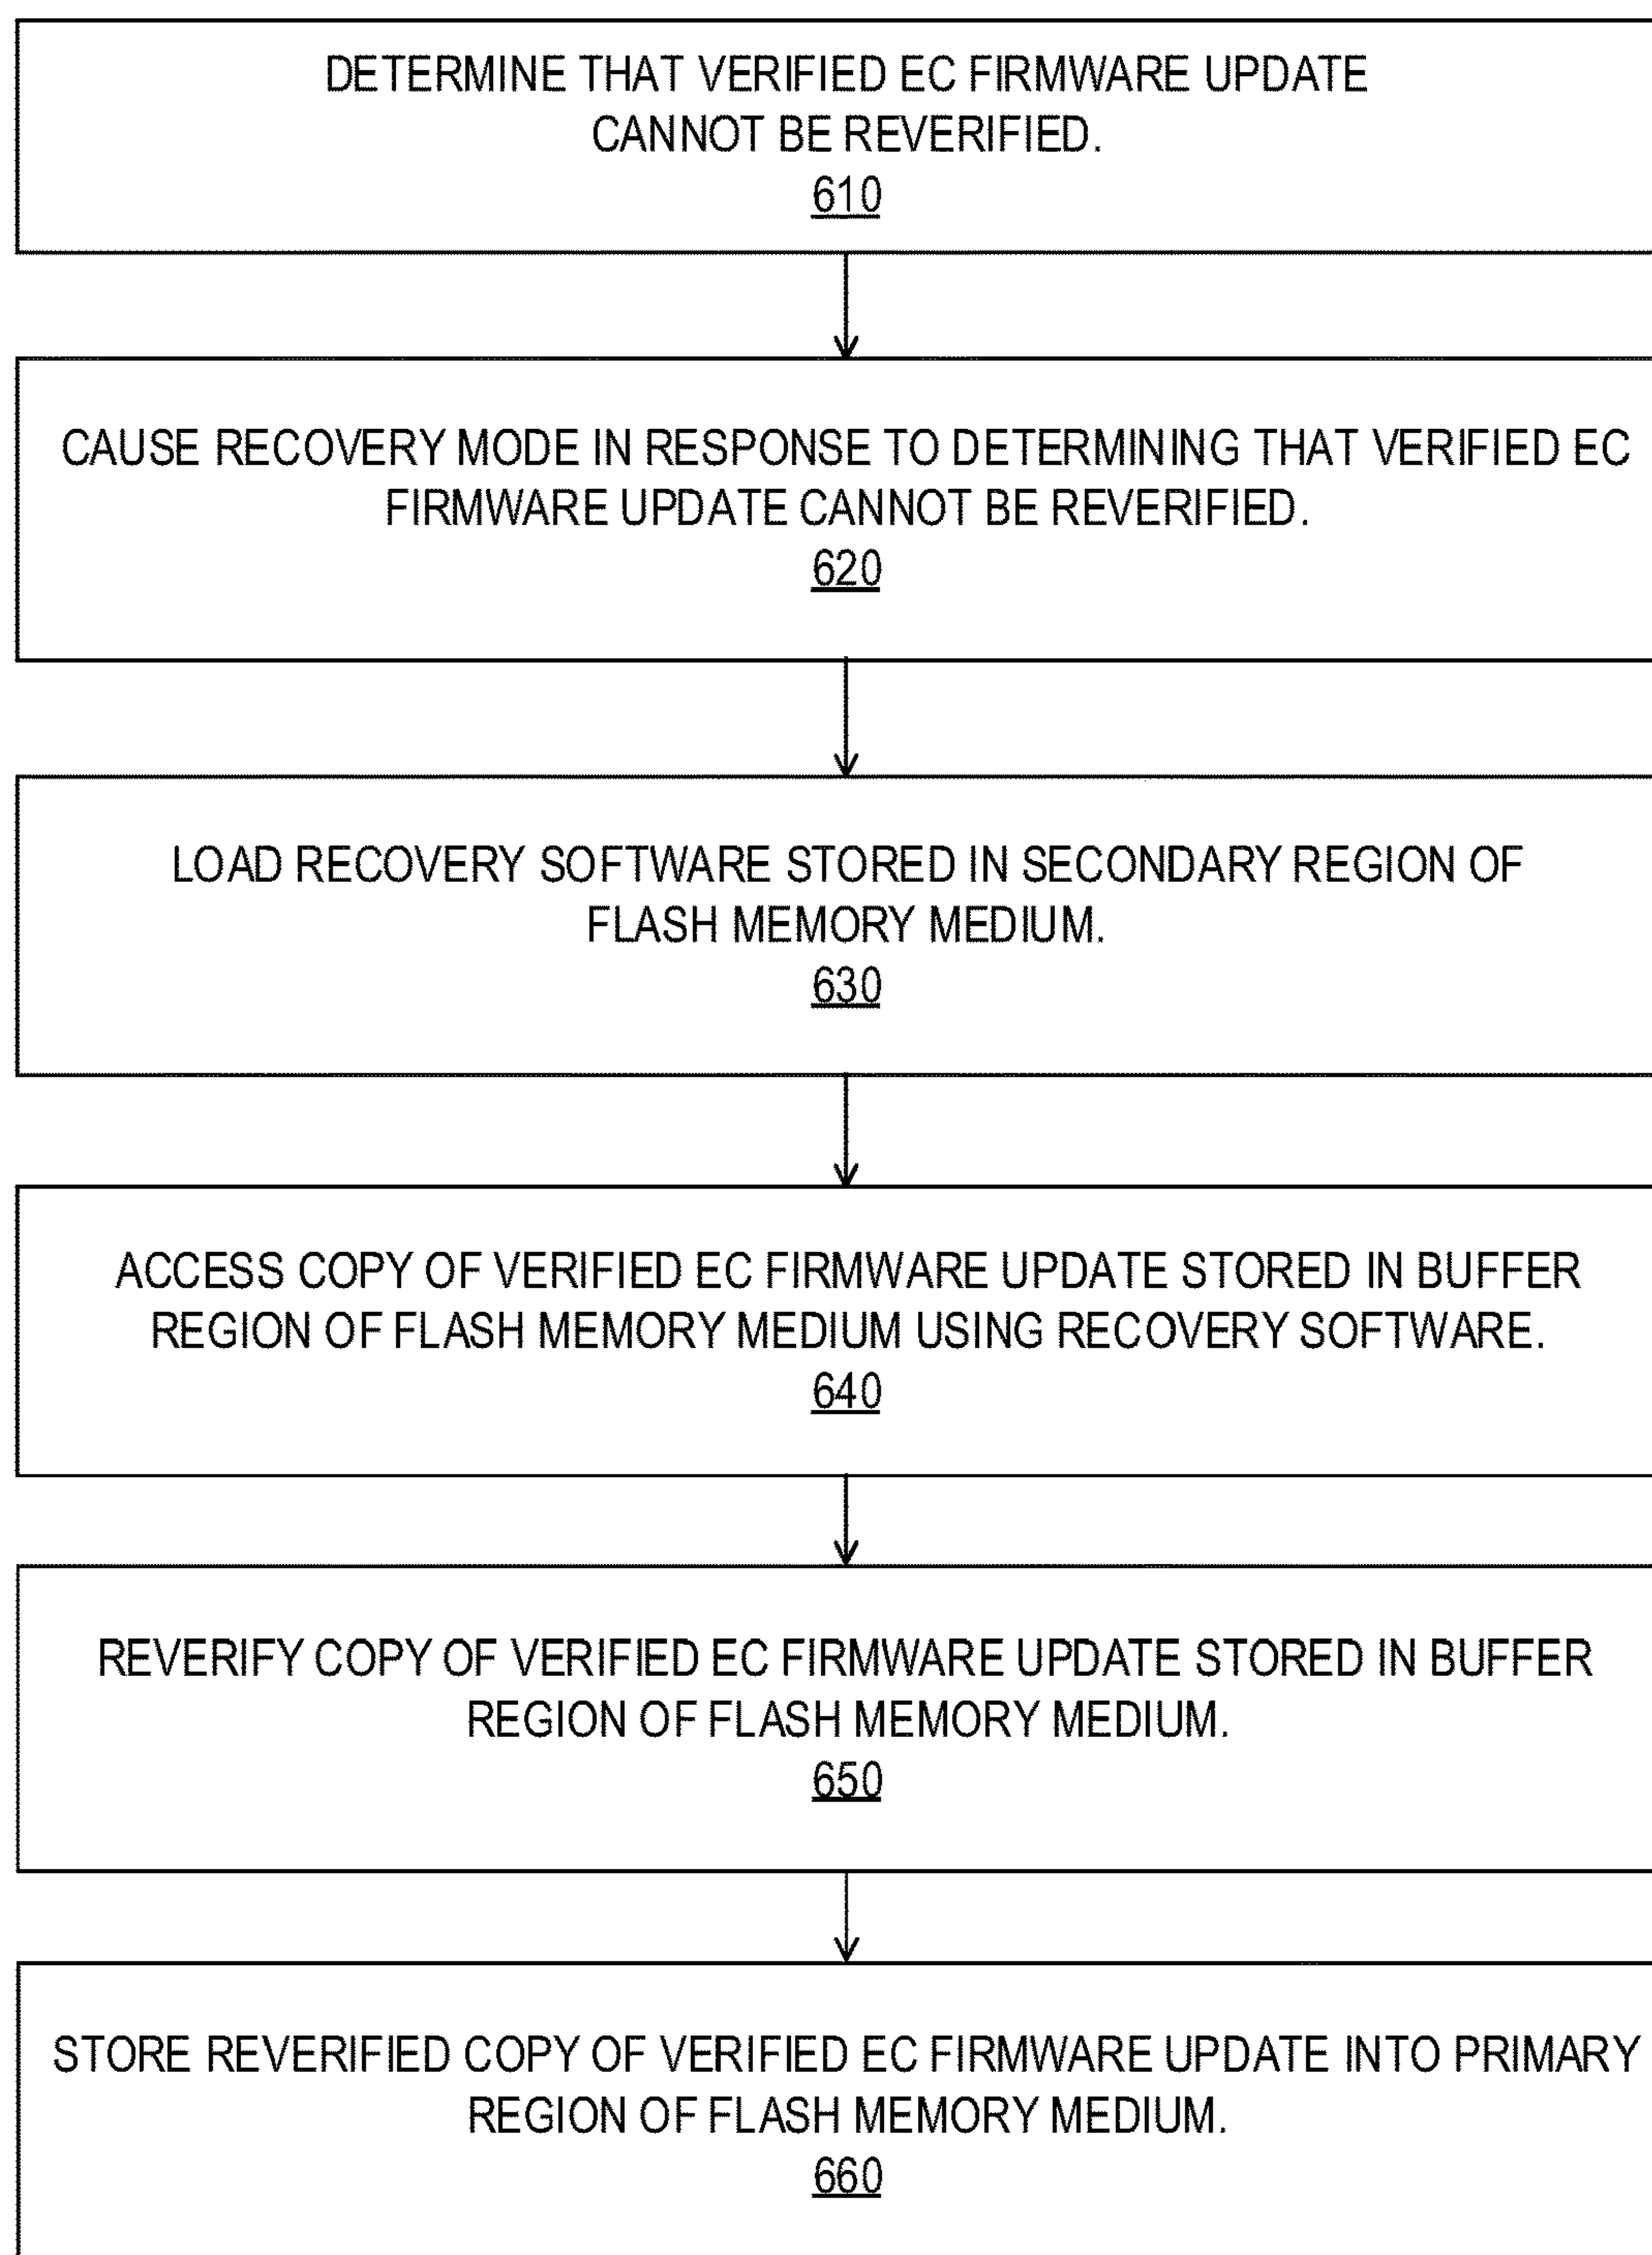 DETERMINE THAT VERIFIED EC FIRMWARE UPDATE
CANNOT BE REVERIFIED.
610
CAUSE RECOVERY MODE IN RESPONSE TO DETERMINING THAT VERIFIED EC
FIRMWARE UPDATE CANNOT BE REVERIFIED.
620
LOAD RECOVERY SOFTWARE STORED IN SECONDARY REGION OF
FLASH MEMORY MEDIUM.
630
ACCESS COPY OF VERIFIED EC FIRMWARE UPDATE STORED IN BUFFER
REGION OF FLASH MEMORY MEDIUM USING RECOVERY SOFTWARE.
640
REVERIFY COPY OF VERIFIED EC FIRMWARE UPDATE STORED IN BUFFER
REGION OF FLASH MEMORY MEDIUM.
650
STORE REVERIFIED COPY OF VERIFIED EC FIRMWARE UPDATE INTO PRIMARY
REGION OF FLASH MEMORY MEDIUM.
660